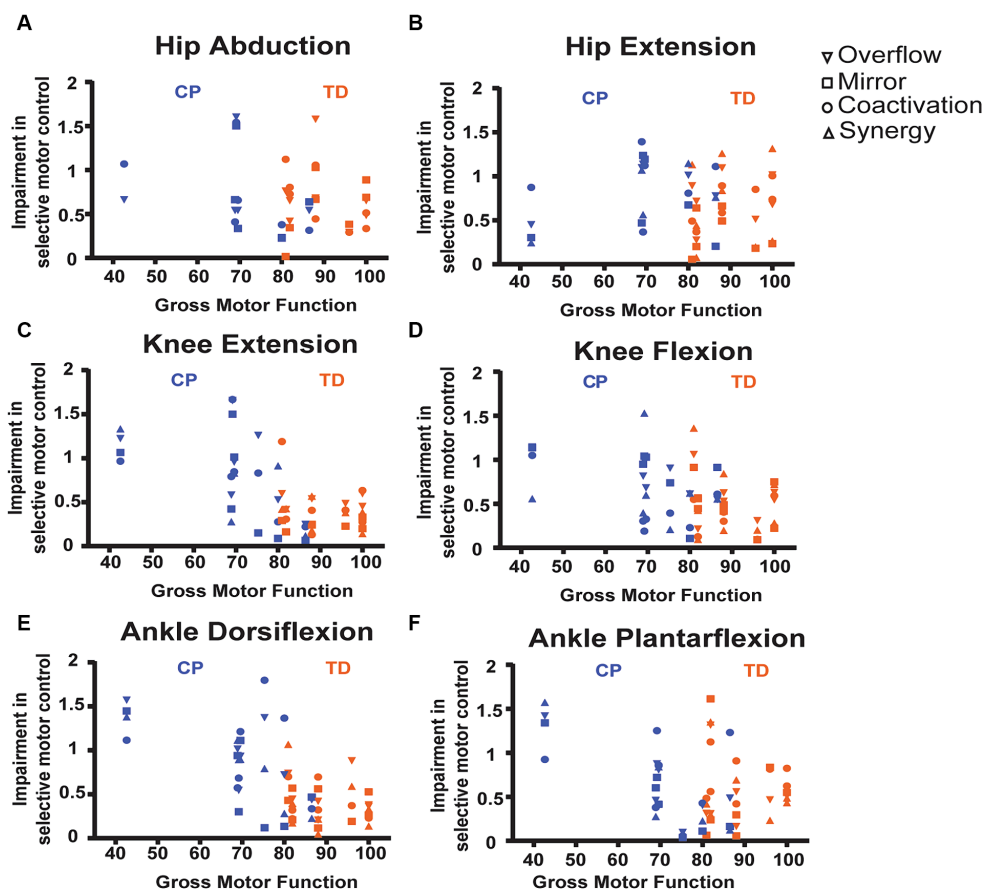 A
Hip Abduction
Impairment in
selective motor control
2
1.5
1
0.5
0
CP
TD
40 50 60 70 80 90 100
Gross Motor Function
B
Hip Extension
Impairment in
selective motor control
2
1.5
1
0.5
0
CP
TD
40 50 60 70 80 90 100
Gross Motor Function
Overflow
Mirror
Coactivation
Synergy
C
Knee Extension
Impairment in
selective motor control
2
1.5
1
0.5
0
CP
TD
40 50 60 70 80 90 100
Gross Motor Function
D
Knee Flexion
Impairment in
selective motor control
2
1.5
1
0.5
0
CP
TD
40 50 60 70 80 90 100
Gross Motor Function
E
Ankle Dorsiflexion
Impairment in
selective motor control
2
1.5
1
0.5
0
CP
TD
40 50 60 70 80 90 100
Gross Motor Function
F
Ankle Plantarflexion
Impairment in
selective motor control
2
1.5
1
0.5
0
CP
TD
40 50 60 70 80 90 100
Gross Motor Function